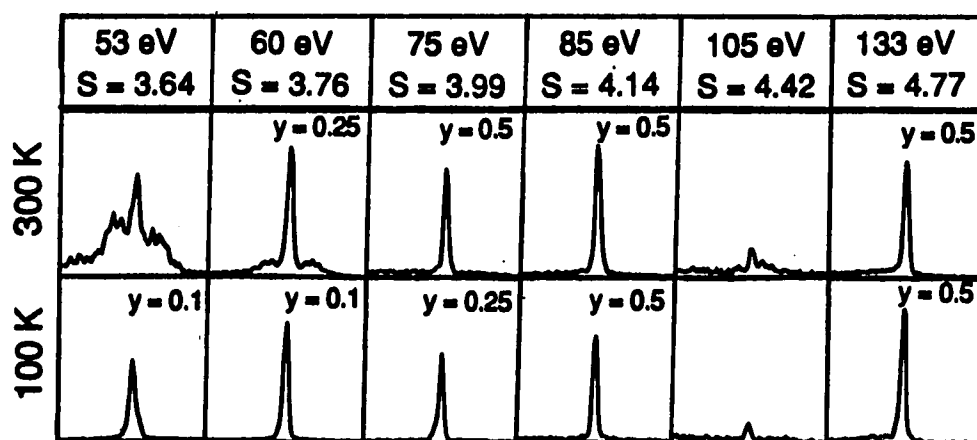 53 eV 60 eV 75 eV 85 eV 105 eV 133 eV
S = 3.64 S = 3.76 S = 3.99 S = 4.14 S = 4.42 S = 4.77
300 K
y = 0.25 y = 0.5 y = 0.5 y = 0.5
100 K
y = 0.1 y = 0.1 y = 0.25 y = 0.5 y = 0.5